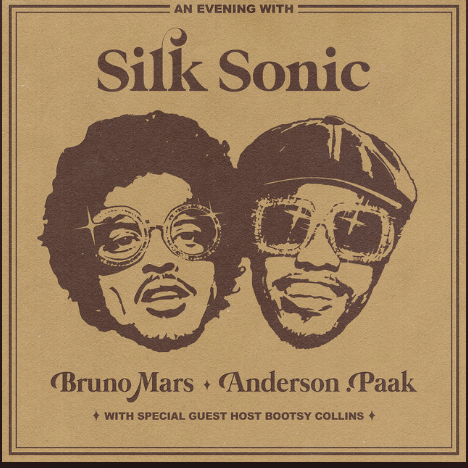 AN EVENING WITH
Silk Sonic
Bruno Mars ✦ Anderson .Paak
✦ WITH SPECIAL GUEST HOST BOOTSY COLLINS ✦